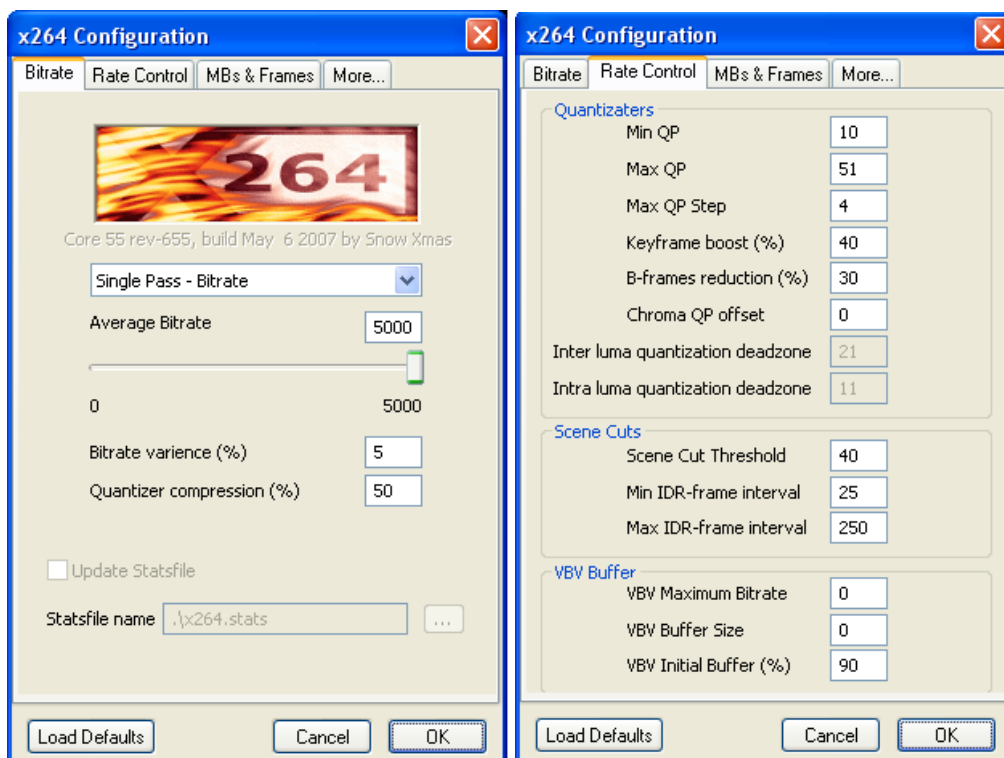 x264 Configuration
Bitrate
Rate Control
MBs & Frames
More...
264
Core 55 rev-655, build May 6 2007 by Snow Xmas
Single Pass - Bitrate
Average Bitrate 5000
0 5000
Bitrate varience (%) 5
Quantizer compression (%) 50
Update Statsfile
Statsfile name .\x264.stats ...
Load Defaults Cancel OK
x264 Configuration
Bitrate
Rate Control
MBs & Frames
More...
Quantizaters
Min QP 10
Max QP 51
Max QP Step 4
Keyframe boost (%) 40
B-frames reduction (%) 30
Chroma QP offset 0
Inter luma quantization deadzone 21
Intra luma quantization deadzone 11
Scene Cuts
Scene Cut Threshold 40
Min IDR-frame interval 25
Max IDR-frame interval 250
VBV Buffer
VBV Maximum Bitrate 0
VBV Buffer Size 0
VBV Initial Buffer (%) 90
Load Defaults Cancel OK